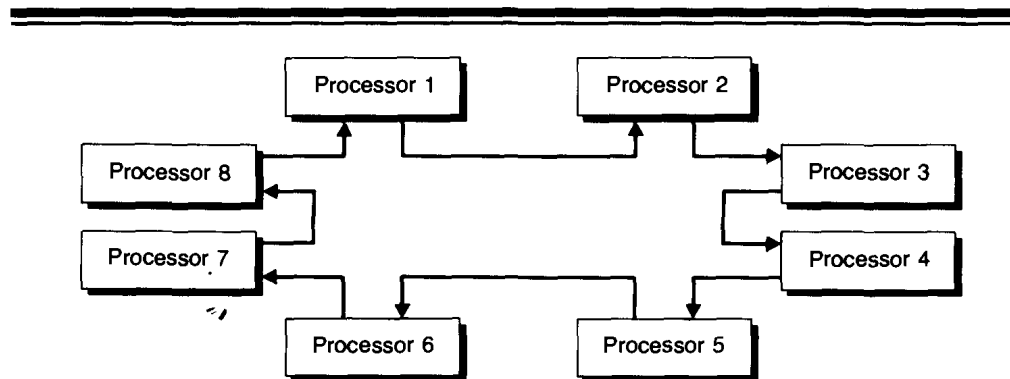 Processor 1
Processor 2
Processor 8
Processor 3
Processor 7
Processor 4
Processor 6
Processor 5